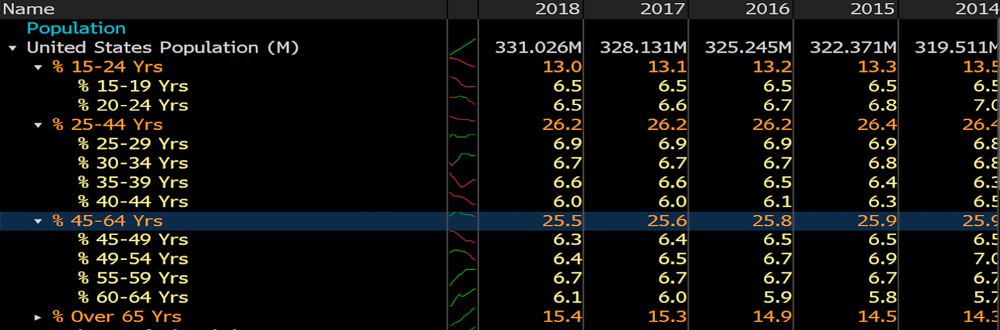 Name 2018 2017 2016 2015 2014
Population
United States Population (M) 331.026M 328.131M 325.245M 322.371M 319.511M
% 15-24 Yrs 13.0 13.1 13.2 13.3 13.5
% 15-19 Yrs 6.5 6.5 6.5 6.5 6.5
% 20-24 Yrs 6.5 6.6 6.7 6.8 7.0
% 25-44 Yrs 26.2 26.2 26.2 26.4 26.4
% 25-29 Yrs 6.9 6.9 6.9 6.9 6.8
% 30-34 Yrs 6.7 6.7 6.7 6.8 6.8
% 35-39 Yrs 6.6 6.6 6.5 6.4 6.3
% 40-44 Yrs 6.0 6.0 6.1 6.3 6.5
% 45-64 Yrs 25.5 25.6 25.8 25.9 25.9
% 45-49 Yrs 6.3 6.4 6.5 6.5 6.5
% 49-54 Yrs 6.4 6.5 6.7 6.9 7.0
% 55-59 Yrs 6.7 6.7 6.7 6.7 6.7
% 60-64 Yrs 6.1 6.0 5.9 5.8 5.7
% Over 65 Yrs 15.4 15.3 14.9 14.5 14.3